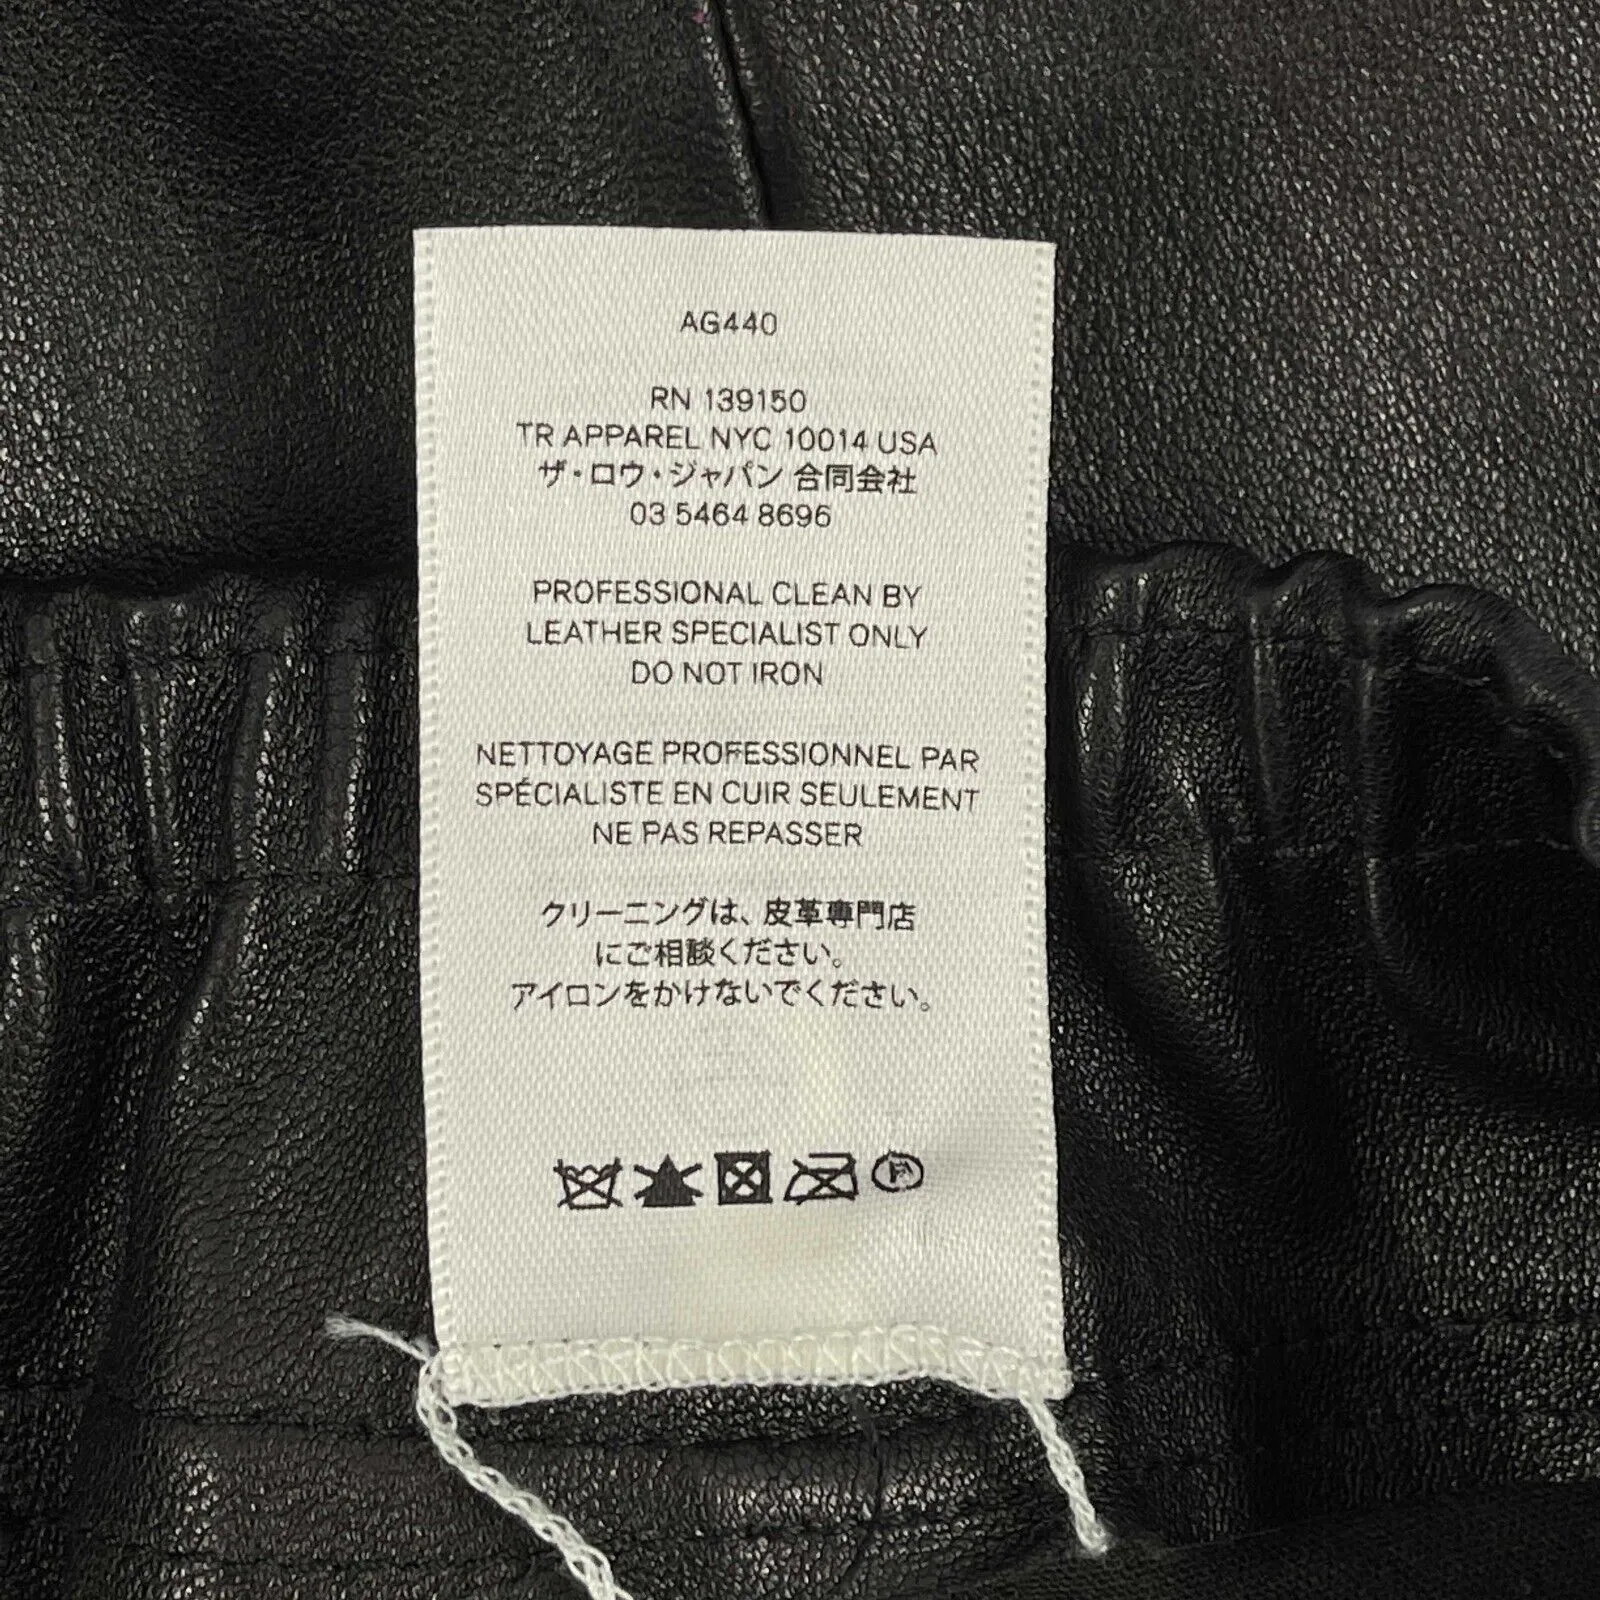 AG440
RN 139150
TR APPAREL NYC 10014 USA
ザ・ロウ・ジャパン 合同会社
03 5464 8696
PROFESSIONAL CLEAN BY
LEATHER SPECIALIST ONLY
DO NOT IRON
NETTOYAGE PROFESSIONNEL PAR
SPÉCIALISTE EN CUIR SEULEMENT
NE PAS REPASSER
クリーニングは、皮革専門店
にご相談ください。
アイロンをかけないでください。